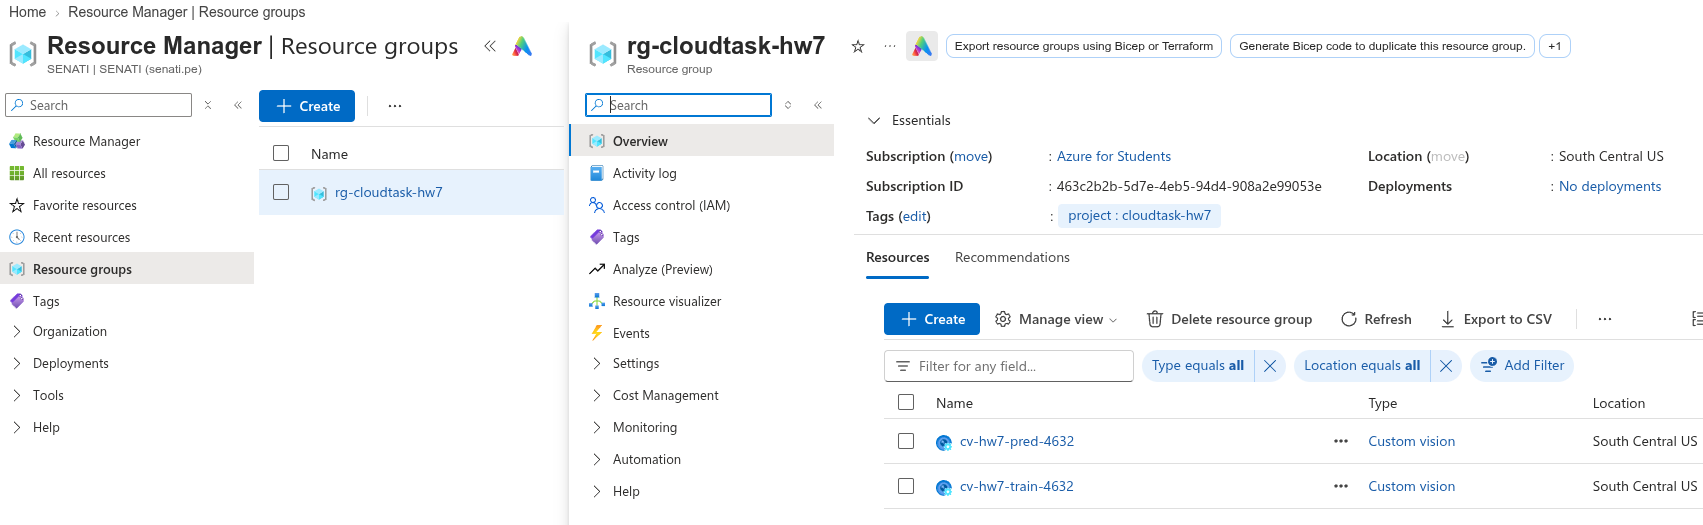 Home › Resource Manager | Resource groups
Resource Manager | Resource groups
SENATI | SENATI (senati.pe)
Search
Create
Resource Manager
All resources
Favorite resources
Recent resources
Resource groups
Tags
Organization
Deployments
Tools
Help
Name
rg-cloudtask-hw7
rg-cloudtask-hw7
Resource group
Export resource groups using Bicep or Terraform
Generate Bicep code to duplicate this resource group.
+1
Search
Overview
Activity log
Access control (IAM)
Tags
Analyze (Preview)
Resource visualizer
Events
Settings
Cost Management
Monitoring
Automation
Help
Essentials
Subscription (move) : Azure for Students
Subscription ID : 463c2b2b-5d7e-4eb5-94d4-908a2e99053e
Tags (edit) : project : cloudtask-hw7
Location (move) : South Central US
Deployments : No deployments
Resources Recommendations
Create Manage view Delete resource group Refresh Export to CSV
Filter for any field... Type equals all Location equals all Add Filter
Name Type Location
cv-hw7-pred-4632 Custom vision South Central US
cv-hw7-train-4632 Custom vision South Central US